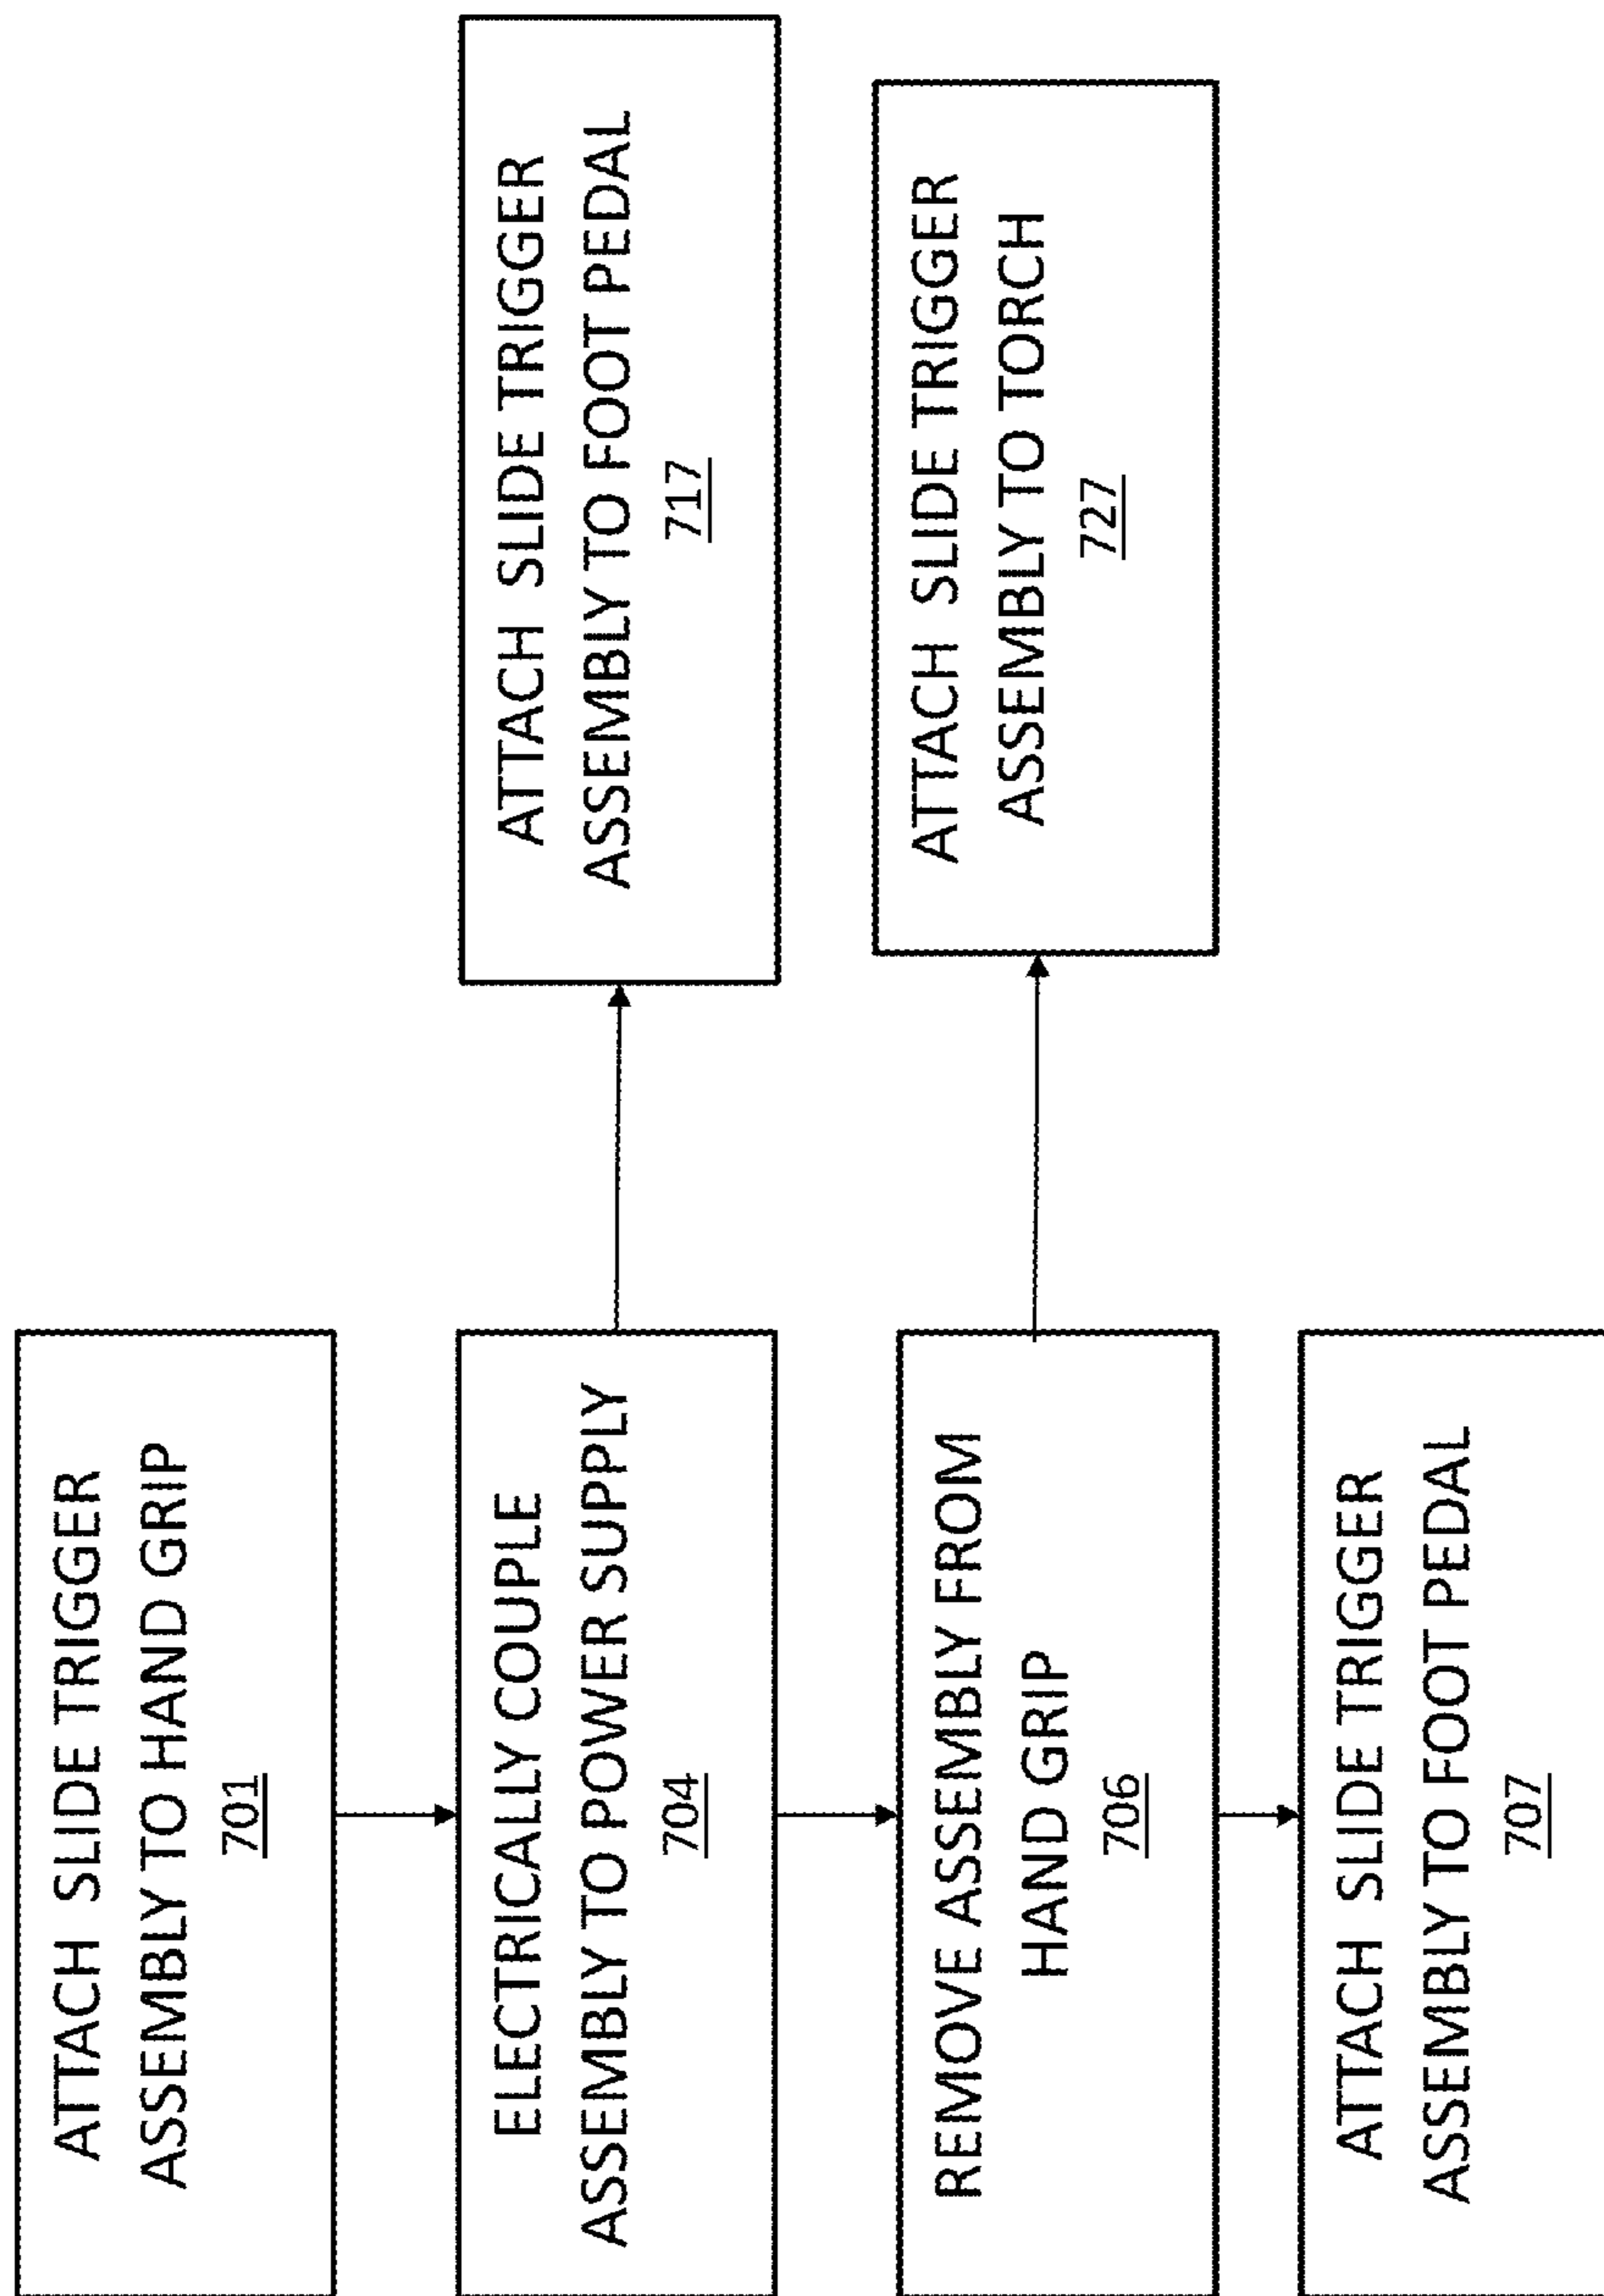 ATTACH SLIDE TRIGGER
ASSEMBLY TO HAND GRIP
701
ELECTRICALLY COUPLE
ASSEMBLY TO POWER SUPPLY
704
ATTACH SLIDE TRIGGER
ASSEMBLY TO FOOT PEDAL
717
REMOVE ASSEMBLY FROM
HAND GRIP
706
ATTACH SLIDE TRIGGER
ASSEMBLY TO TORCH
727
ATTACH SLIDE TRIGGER
ASSEMBLY TO FOOT PEDAL
707